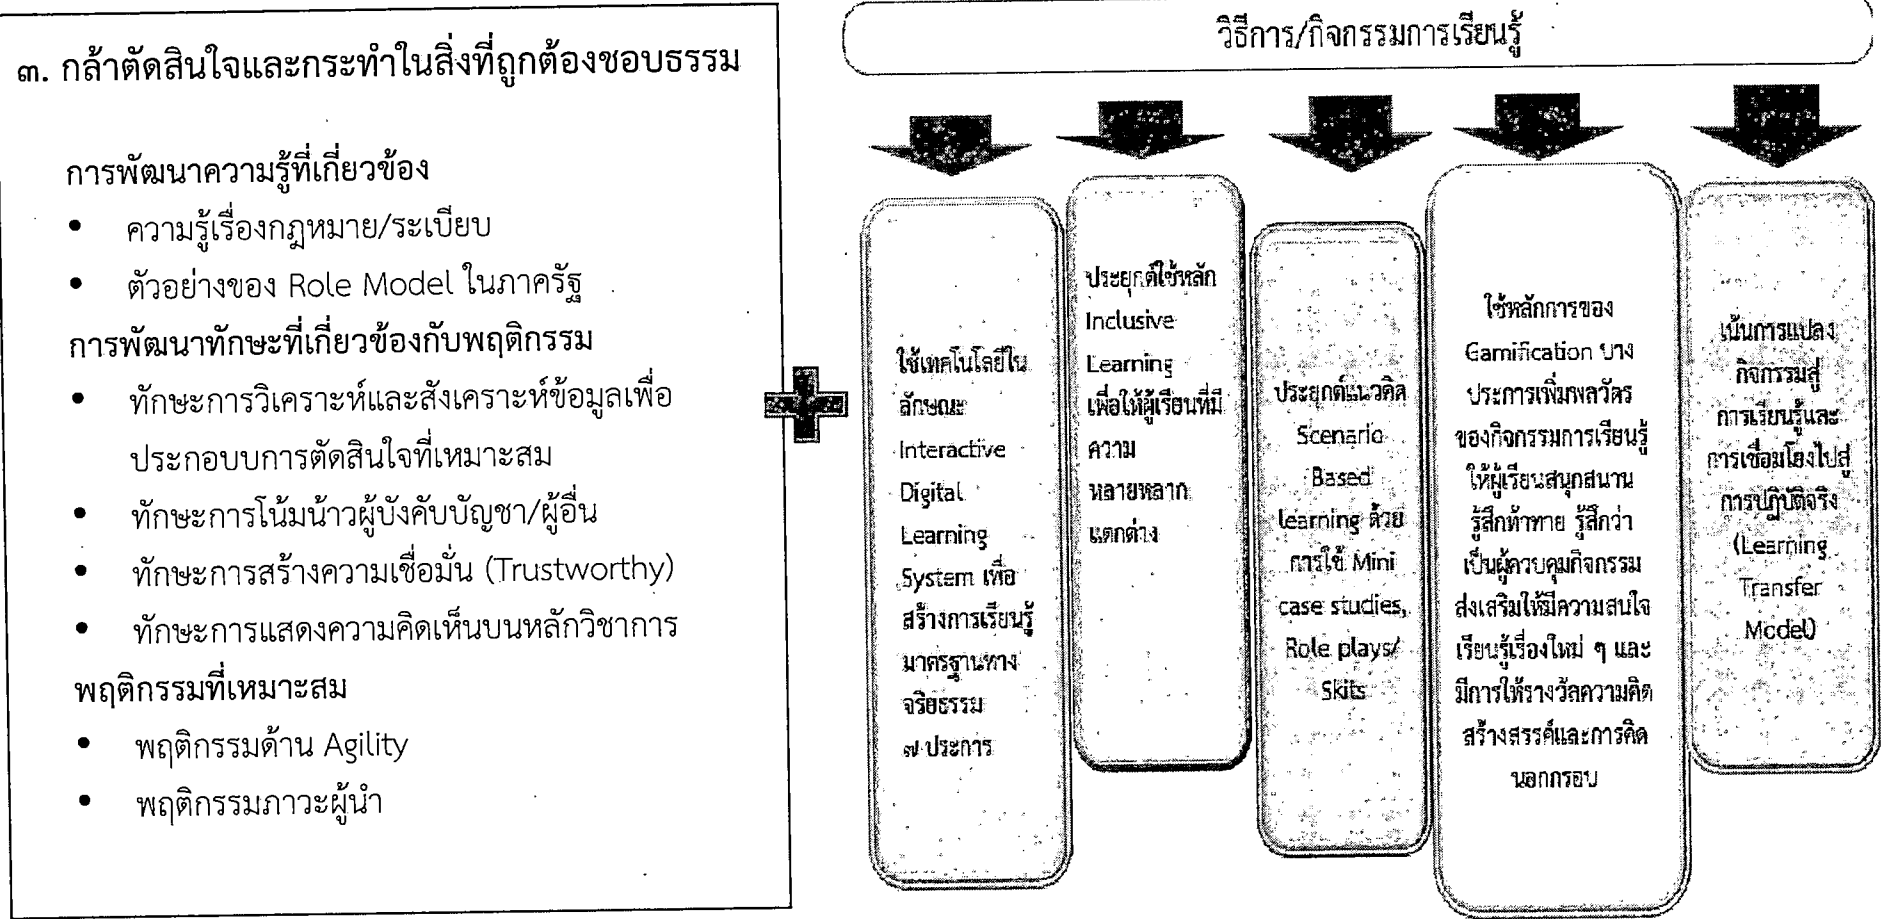 ๓. กล้าตัดสินใจและกระทำในสิ่งที่ถูกต้องชอบธรรม
การพัฒนาความรู้ที่เกี่ยวข้อง
• ความรู้เรื่องกฎหมาย/ระเบียบ
• ตัวอย่างของ Role Model ในภาครัฐ
การพัฒนาทักษะที่เกี่ยวข้องกับพฤติกรรม
• ทักษะการวิเคราะห์และสังเคราะห์ข้อมูลเพื่อ
ประกอบบการตัดสินใจที่เหมาะสม
• ทักษะการโน้มน้าวผู้บังคับบัญชา/ผู้อื่น
• ทักษะการสร้างความเชื่อมั่น (Trustworthy)
• ทักษะการแสดงความคิดเห็นบนหลักวิชาการ
พฤติกรรมที่เหมาะสม
• พฤติกรรมด้าน Agility
• พฤติกรรมภาวะผู้นำ
วิธีการ/กิจกรรมการเรียนรู้
ใช้เทคโนโลยีใน
ลักษณะ
Interactive
Digital
Learning
System เพื่อ
สร้างการเรียนรู้
มาตรฐานทาง
จริยธรรม
๗ ประการ
ประยุกต์ใช้หลัก
Inclusive
Learning
เพื่อให้ผู้เรียนที่มี
ความ
หลายหลาก
แตกต่าง
ประยุกต์แนวคิด
Scenario
Based
learning ด้วย
การใช้ Mini
case studies,
Role plays/
Skits
ใช้หลักการของ
Gamification บาง
ประการเพิ่มพลวัตร
ของกิจกรรมการเรียนรู้
ให้ผู้เรียนสนุกสนาน
รู้สึกท้าทาย รู้สึกว่า
เป็นผู้ควบคุมกิจกรรม
ส่งเสริมให้มีความสนใจ
เรียนรู้เรื่องใหม่ ๆ และ
มีการให้รางวัลความคิด
สร้างสรรค์และการคิด
นอกกรอบ
เน้นการแปลง
กิจกรรมสู่
การเรียนรู้และ
การเชื่อมโยงไปสู่
การปฏิบัติจริง
(Learning
Transfer
Model)